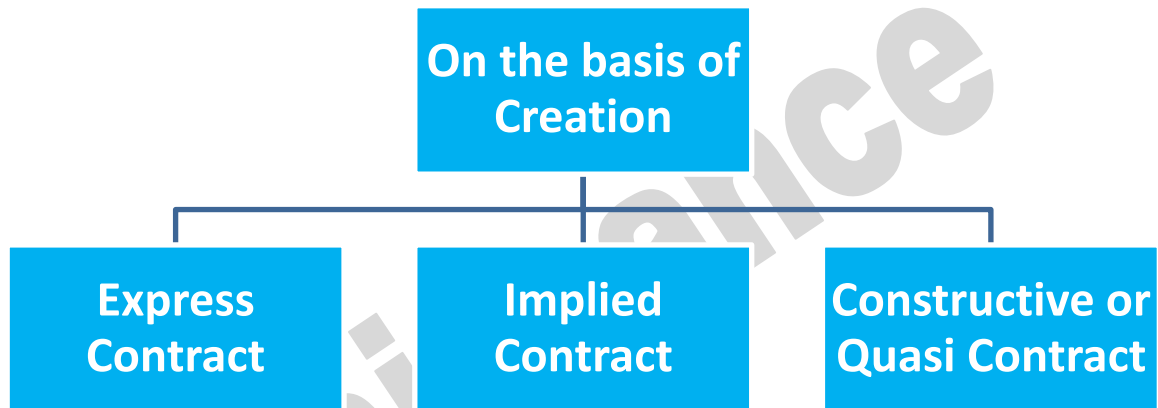 On the basis of
Creation
Express
Contract
Implied
Contract
Constructive or
Quasi Contract